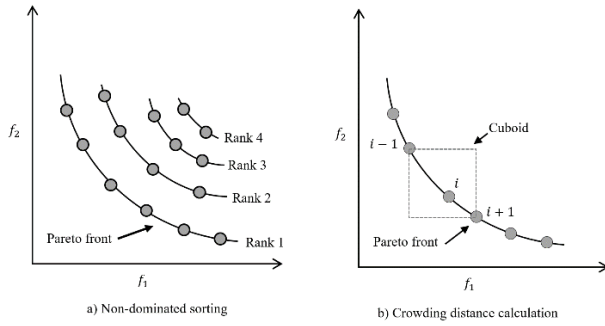 f₂
Rank 4
Rank 3
Rank 2
Pareto front
Rank 1
f₁
a) Non-dominated sorting
f₂
Cuboid
i − 1
i
i + 1
Pareto front
f₁
b) Crowding distance calculation